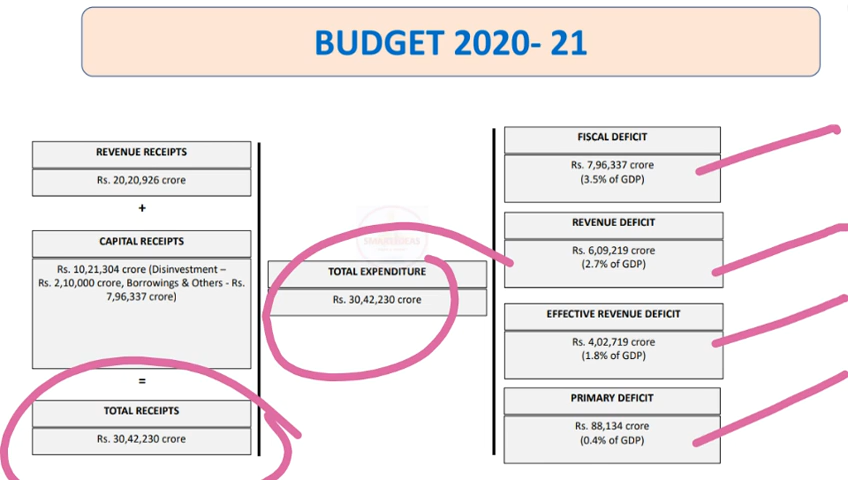 BUDGET 2020- 21
REVENUE RECEIPTS
Rs. 20,20,926 crore
+
CAPITAL RECEIPTS
Rs. 10,21,304 crore (Disinvestment –
Rs. 2,10,000 crore, Borrowings & Others - Rs.
7,96,337 crore)
=
TOTAL RECEIPTS
Rs. 30,42,230 crore
TOTAL EXPENDITURE
Rs. 30,42,230 crore
FISCAL DEFICIT
Rs. 7,96,337 crore
(3.5% of GDP)
REVENUE DEFICIT
Rs. 6,09,219 crore
(2.7% of GDP)
EFFECTIVE REVENUE DEFICIT
Rs. 4,02,719 crore
(1.8% of GDP)
PRIMARY DEFICIT
Rs. 88,134 crore
(0.4% of GDP)